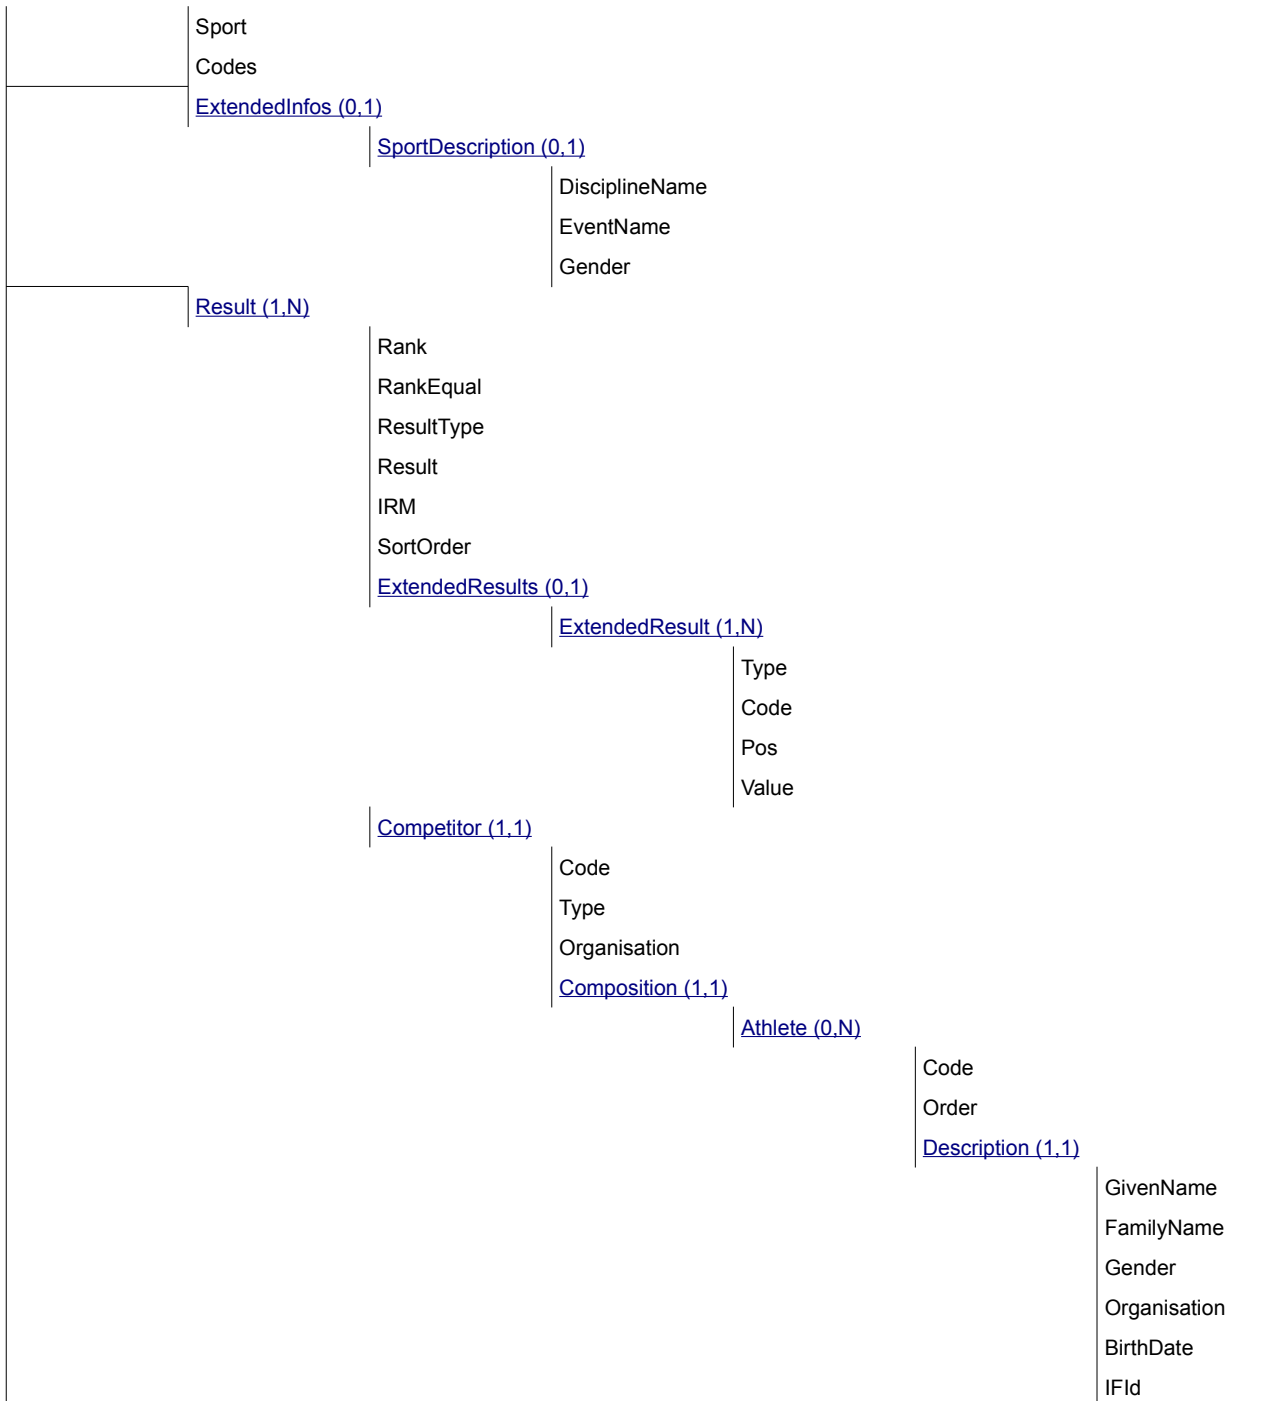 Sport
Codes
ExtendedInfos (0,1)
SportDescription (0,1)
DisciplineName
EventName
Gender
Result (1,N)
Rank
RankEqual
ResultType
Result
IRM
SortOrder
ExtendedResults (0,1)
ExtendedResult (1,N)
Type
Code
Pos
Value
Competitor (1,1)
Code
Type
Organisation
Composition (1,1)
Athlete (0,N)
Code
Order
Description (1,1)
GivenName
FamilyName
Gender
Organisation
BirthDate
IFId